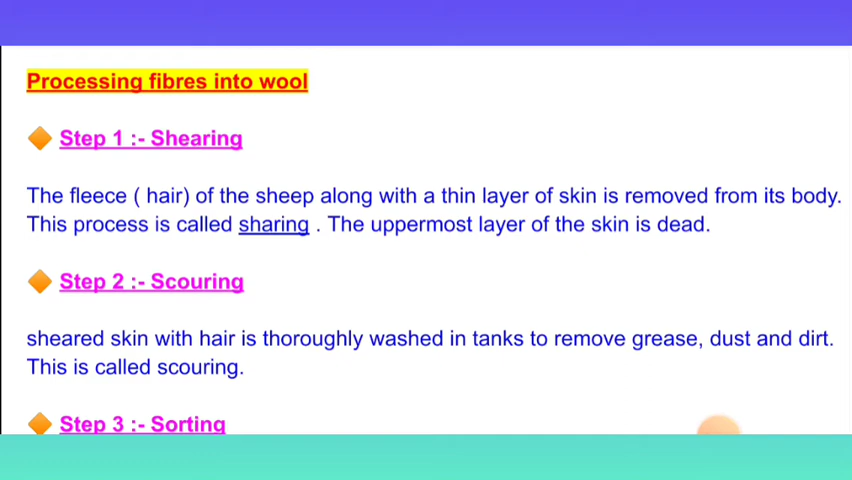 Processing fibres into wool
Step 1 :- Shearing
The fleece ( hair) of the sheep along with a thin layer of skin is removed from its body.
This process is called sharing . The uppermost layer of the skin is dead.
Step 2 :- Scouring
sheared skin with hair is thoroughly washed in tanks to remove grease, dust and dirt.
This is called scouring.
Step 3 :- Sorting